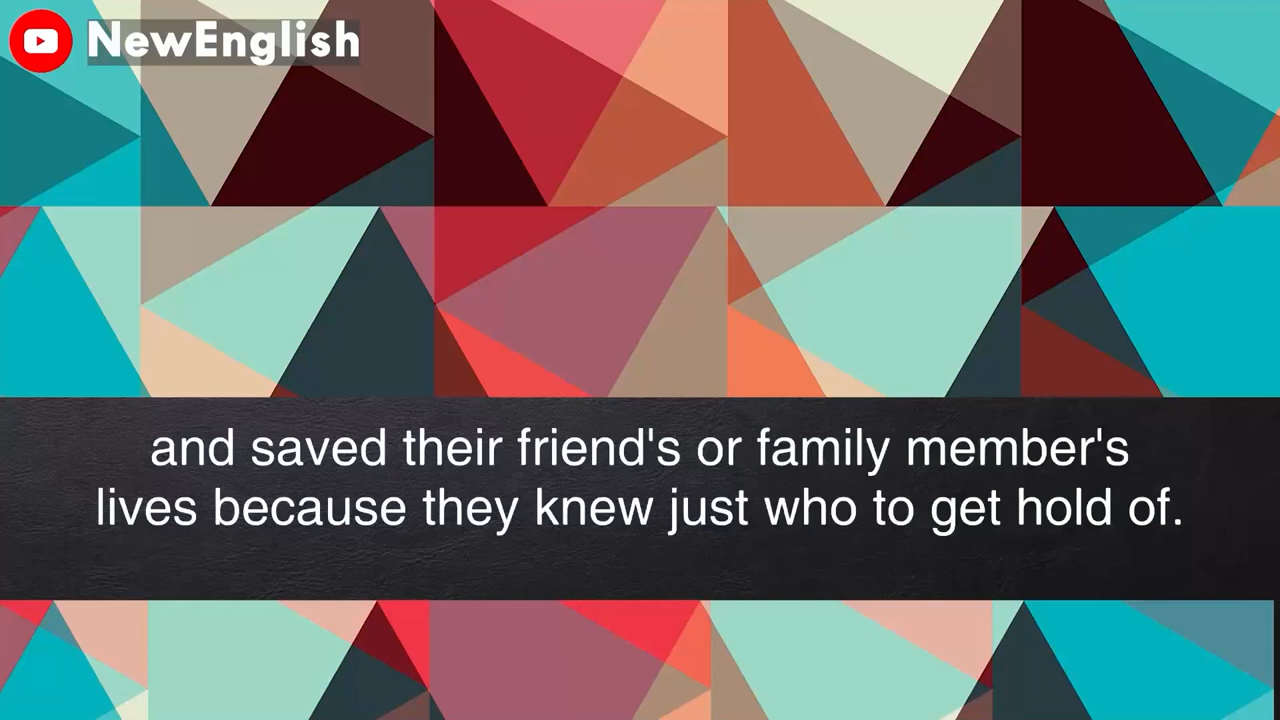 NewEnglish
and saved their friend's or family member's
lives because they knew just who to get hold of.